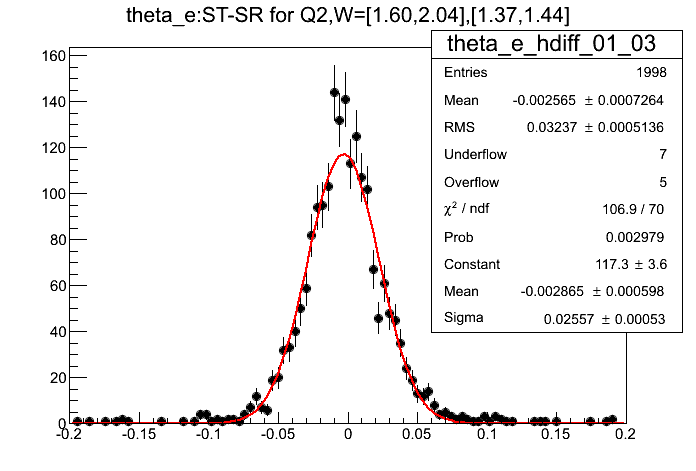 theta_e:ST-SR for Q2,W=[1.60,2.04],[1.37,1.44]
theta_e_hdiff_01_03
Entries 1998
Mean -0.002565 ± 0.0007264
RMS 0.03237 ± 0.0005136
Underflow 7
Overflow 5
χ² / ndf 106.9 / 70
Prob 0.002979
Constant 117.3 ± 3.6
Mean -0.002865 ± 0.000598
Sigma 0.02557 ± 0.00053
160
140
120
100
80
60
40
20
0
-0.2 -0.15 -0.1 -0.05 0 0.05 0.1 0.15 0.2